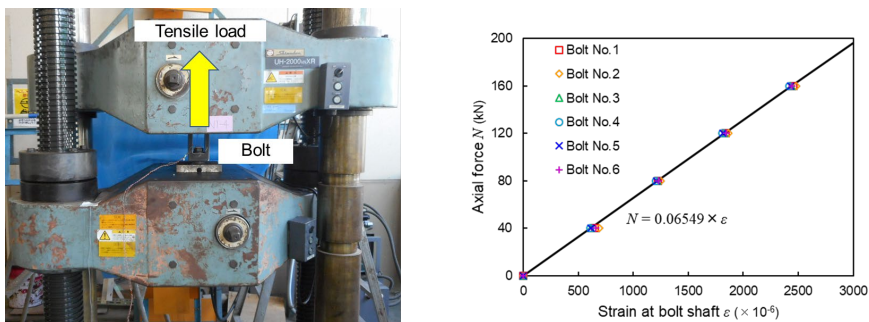 Tensile load
UH-2000kNXR
Bolt
Axial force N (kN)
200
160
120
80
40
0
Bolt No.1
Bolt No.2
Bolt No.3
Bolt No.4
Bolt No.5
Bolt No.6
N = 0.06549 × ε
0 500 1000 1500 2000 2500 3000
Strain at bolt shaft ε (× 10⁻⁶)